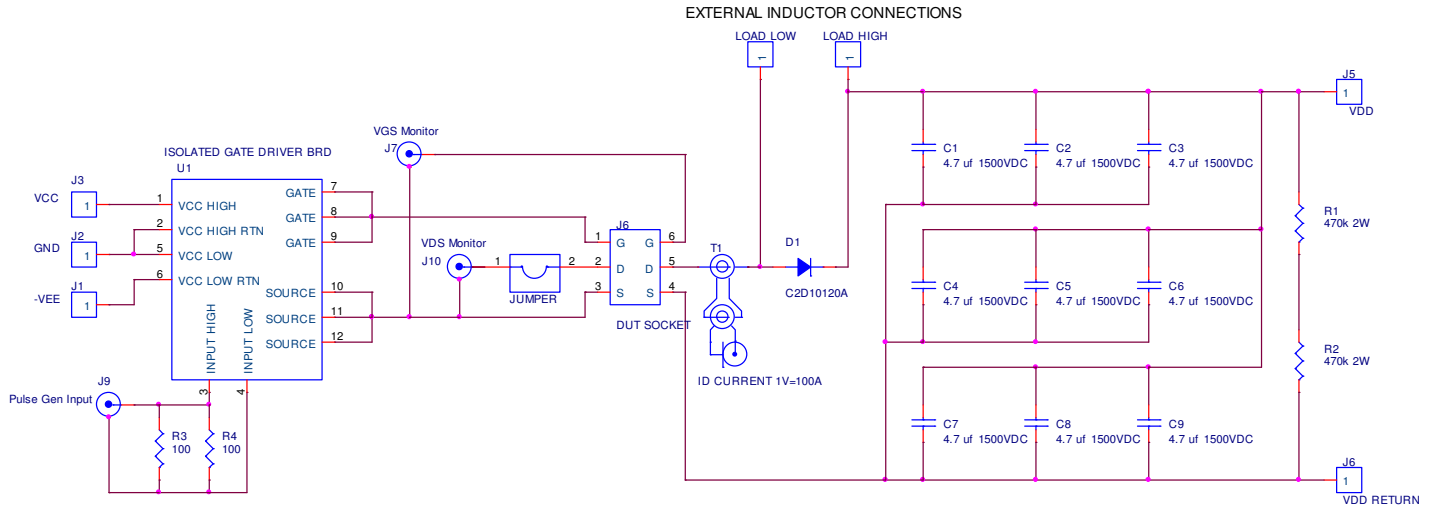 EXTERNAL INDUCTOR CONNECTIONS
LOAD LOW
1
LOAD HIGH
1
J5
1
VDD
VGS Monitor
J7
ISOLATED GATE DRIVER BRD
U1
J3
VCC
1
J2
GND
1
J1
-VEE
1
1
VCC HIGH
2
VCC HIGH RTN
5
VCC LOW
6
VCC LOW RTN
GATE
7
GATE
8
GATE
9
SOURCE
10
SOURCE
11
SOURCE
12
INPUT HIGH
3
INPUT LOW
4
J9
Pulse Gen Input
R3
100
R4
100
VDS Monitor
J10
1
2
JUMPER
J6
1
G
G
6
2
D
D
5
3
S
S
4
DUT SOCKET
T1
ID CURRENT 1V=100A
D1
C2D10120A
C1
4.7 uf 1500VDC
C2
4.7 uf 1500VDC
C3
4.7 uf 1500VDC
C4
4.7 uf 1500VDC
C5
4.7 uf 1500VDC
C6
4.7 uf 1500VDC
C7
4.7 uf 1500VDC
C8
4.7 uf 1500VDC
C9
4.7 uf 1500VDC
R1
470k 2W
R2
470k 2W
J6
1
VDD RETURN